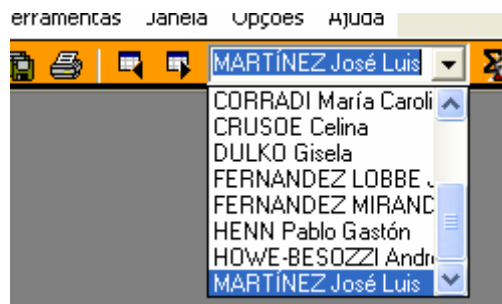 erramentas Janela Opções Ajuda
MARTÍNEZ José Luis
CORRADI María Caroli
CRUSOE Celina
DULKO Gisela
FERNANDEZ LOBBE
FERNANDEZ MIRAND
HENN Pablo Gastón
HOWE-BESOZZI Andr
MARTÍNEZ José Luis